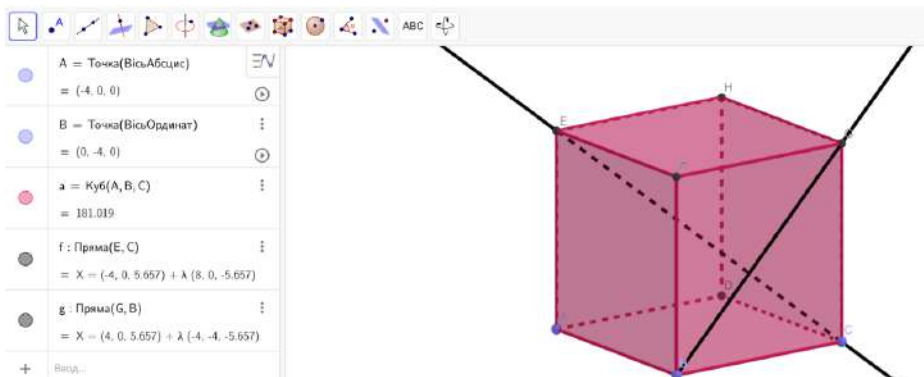 ABC
A = Точка(ВісьАбсцис)
= (-4, 0, 0)
B = Точка(ВісьОрдинат)
= (0, -4, 0)
a = Куб(A, B, C)
= 181.019
f : Пряма(E, C)
= X = (-4, 0, 5.657) + λ (8, 0, -5.657)
g : Пряма(G, B)
= X = (4, 0, 5.657) + λ (-4, -4, -5.657)
+ Ввод...
H
E
D
C